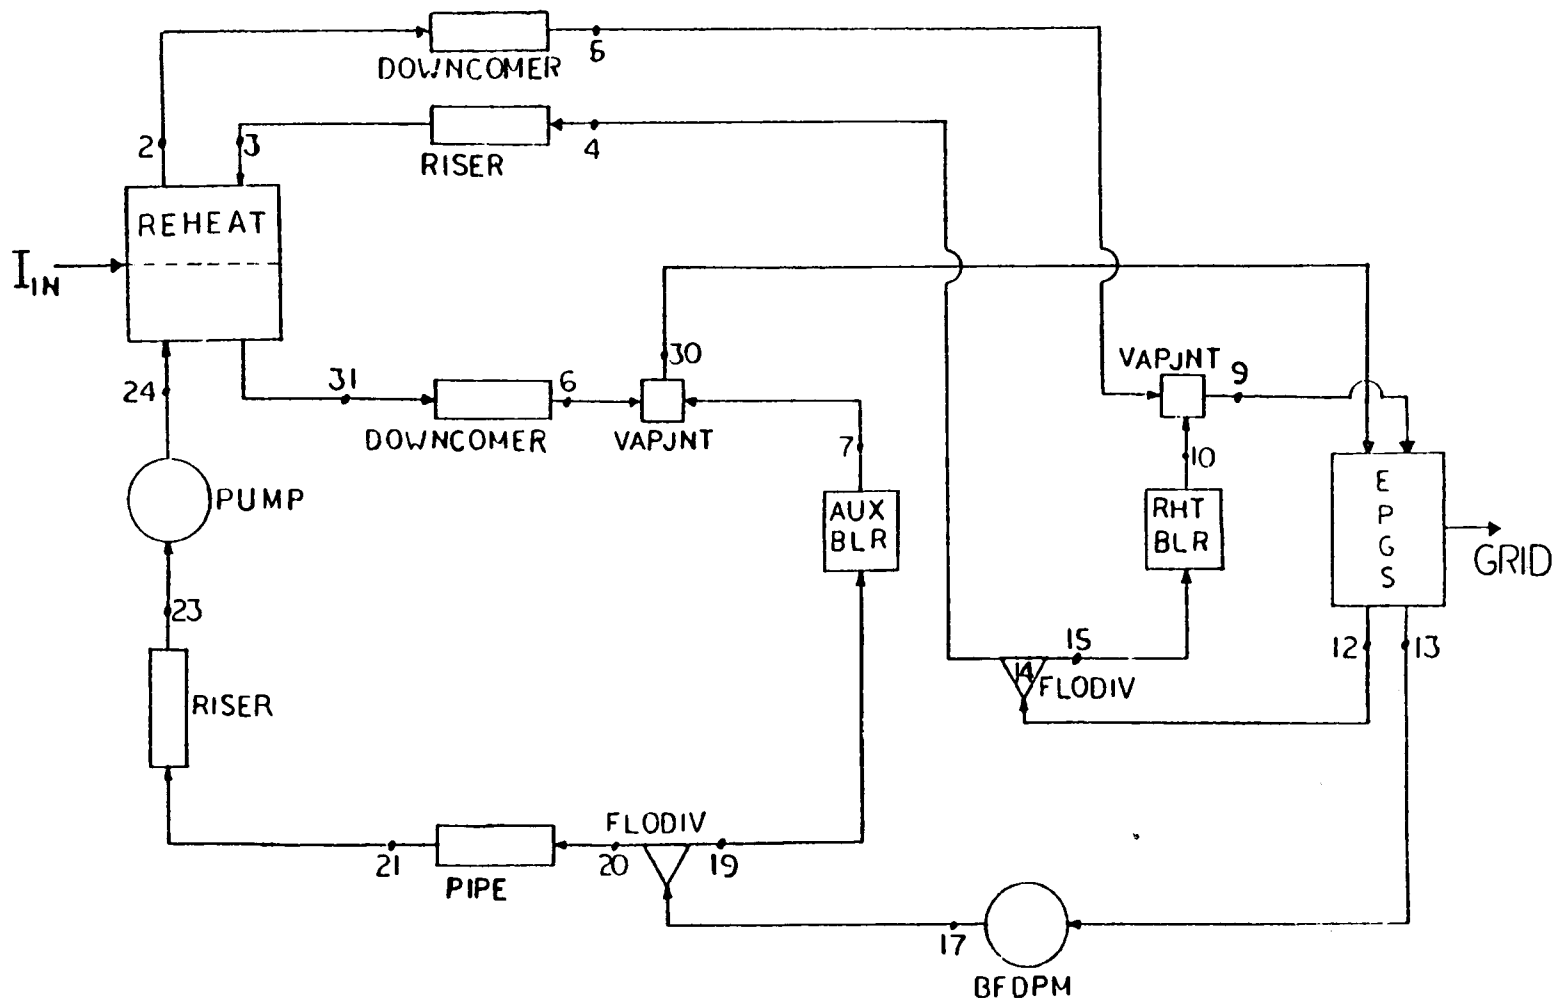 5
DOWNCOMER
2
3
4
RISER
REHEAT
I_IN
24
31
6
30
VAPJNT
9
DOWNCOMER
VAPJNT
7
10
PUMP
AUX
BLR
RHT
BLR
E
P
G
S
GRID
23
12
13
15
14
FLODIV
RISER
FLODIV
21
20
19
PIPE
17
BFDPM